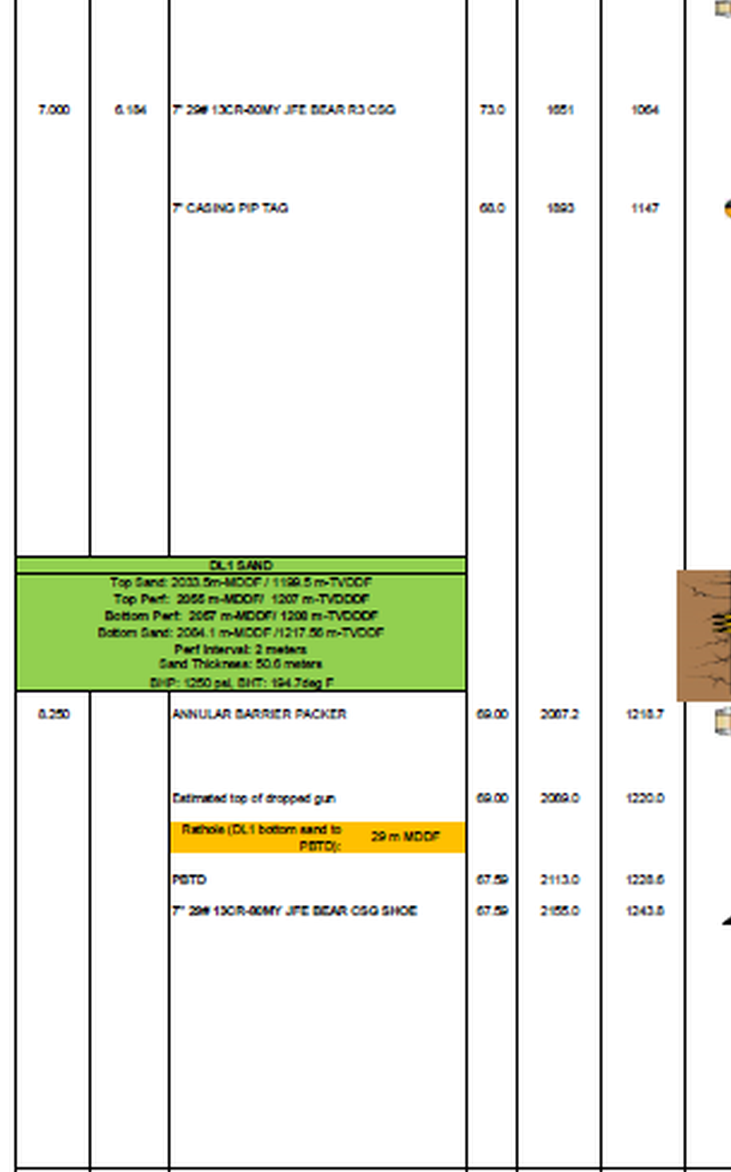 7.000 6.184 7" 29# 13CR-80MY JFE BEAR R3 CSG 73.0 1651 1064
7" CASING PIP TAG 68.0 1893 1147
DL1 SAND
Top Sand: 2033.5m-MDDF / 1199.5 m-TVDDF
Top Perf: 2055 m-MDDF/ 1207 m-TVDDDF
Bottom Perf: 2057 m-MDDF/ 1208 m-TVDDDF
Bottom Sand: 2084.1 m-MDDF /1217.56 m-TVDDF
Perf Interval: 2 meters
Sand Thickness: 50.6 meters
BHP: 1250 psi, BHT: 194.7deg F
8.250 ANNULAR BARRIER PACKER 69.00 2087.2 1218.7
Estimated top of dropped gun 69.00 2089.0 1220.0
Rathole (DL1 bottom sand to
PBTD): 29 m MDDF
PBTD 67.59 2113.0 1228.6
7" 29# 13CR-80MY JFE BEAR CSG SHOE 67.59 2155.0 1243.8